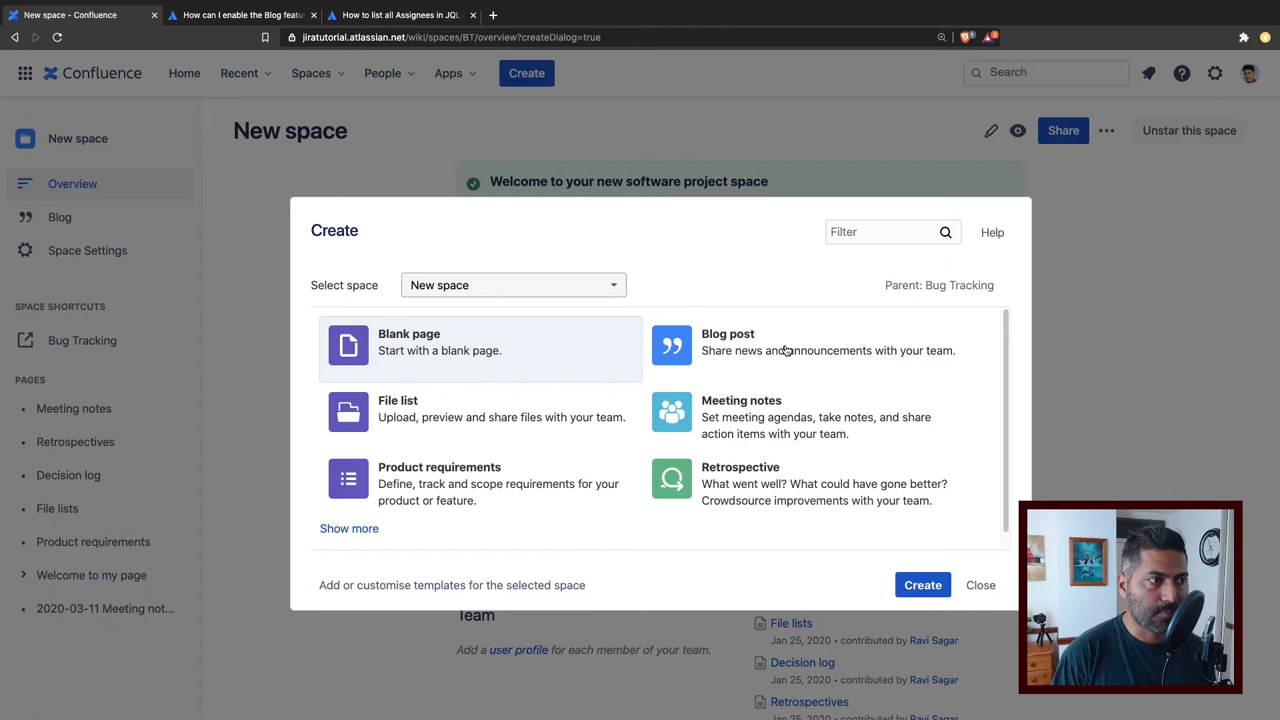 New space - Confluence
How can I enable the Blog featur
How to list all Assignees in JQL
jiratutorial.atlassian.net/wiki/spaces/BT/overview?createDialog=true
1
3
Confluence
Home
Recent
Spaces
People
Apps
Create
Search
New space
Overview
Blog
Space Settings
SPACE SHORTCUTS
Bug Tracking
PAGES
Meeting notes
Retrospectives
Decision log
File lists
Product requirements
Welcome to my page
2020-03-11 Meeting not...
New space
Share
Unstar this space
Welcome to your new software project space
Create
Filter
Help
Select space
New space
Parent: Bug Tracking
Blank page
Start with a blank page.
Blog post
Share news and announcements with your team.
File list
Upload, preview and share files with your team.
Meeting notes
Set meeting agendas, take notes, and share
action items with your team.
Product requirements
Define, track and scope requirements for your
product or feature.
Retrospective
What went well? What could have gone better?
Crowdsource improvements with your team.
Show more
Add or customise templates for the selected space
Create
Close
Team
Add a user profile for each member of your team.
File lists
Jan 25, 2020 • contributed by Ravi Sagar
Decision log
Jan 25, 2020 • contributed by Ravi Sagar
Retrospectives